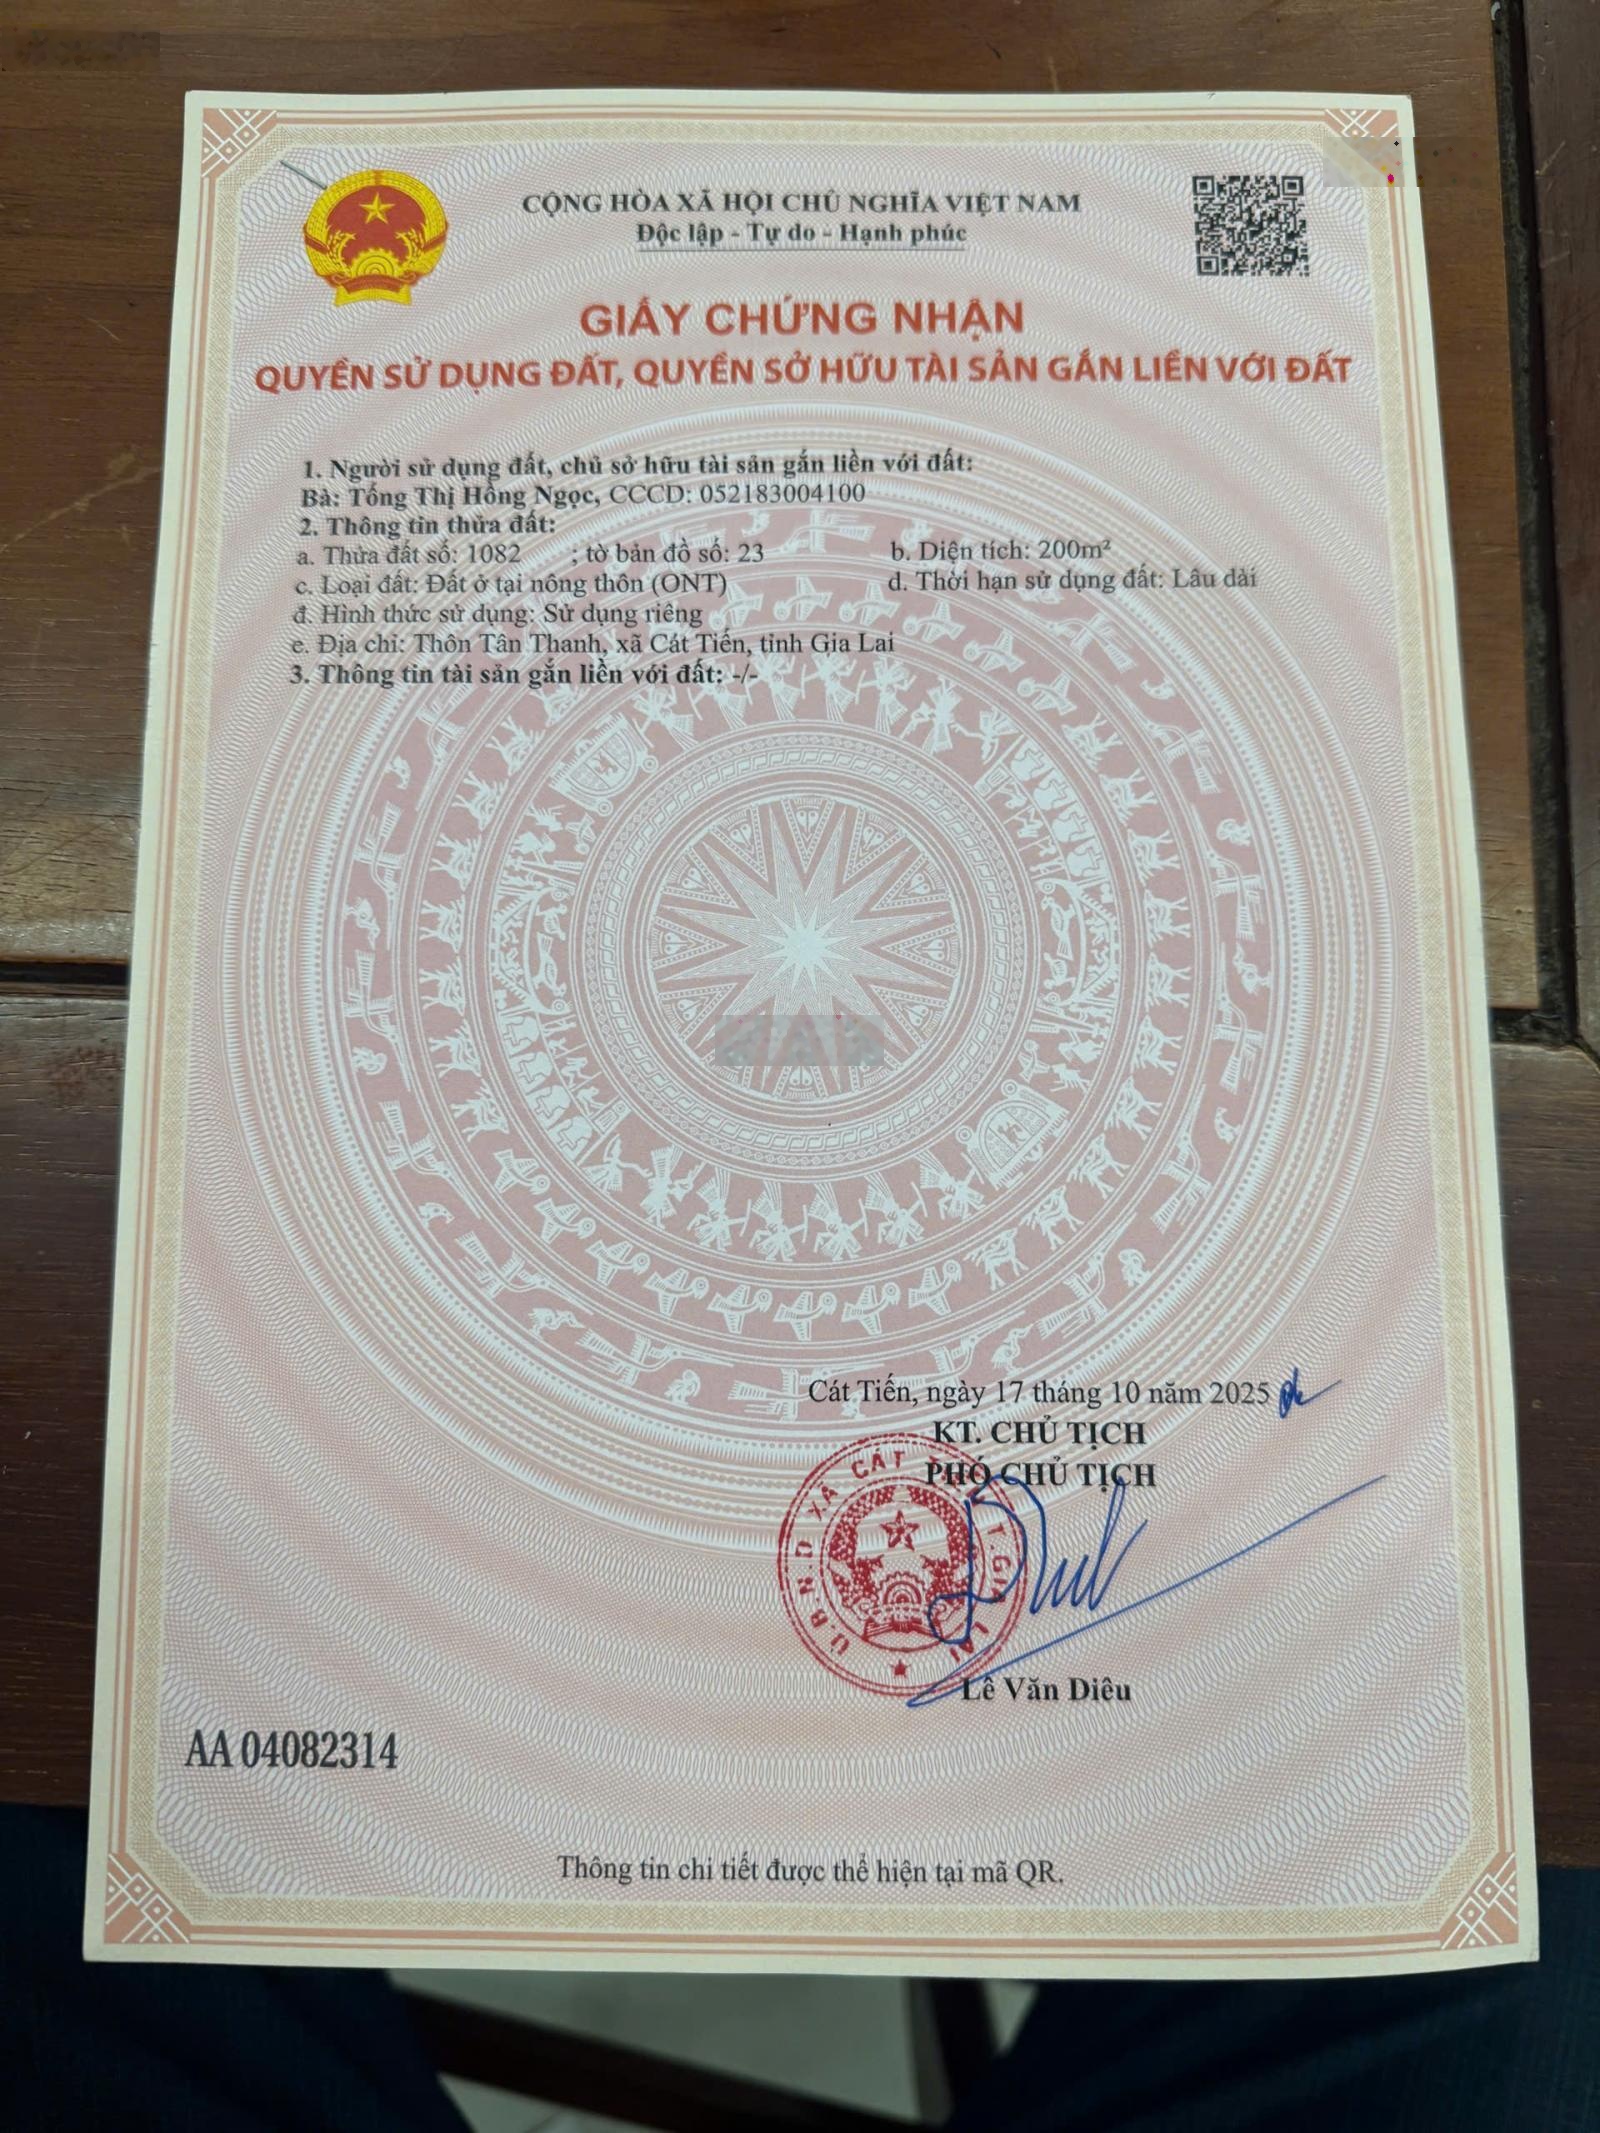 CỘNG HÒA XÃ HỘI CHỦ NGHĨA VIỆT NAM
Độc lập - Tự do - Hạnh phúc
GIẤY CHỨNG NHẬN
QUYỀN SỬ DỤNG ĐẤT, QUYỀN SỞ HỮU TÀI SẢN GẮN LIỀN VỚI ĐẤT
1. Người sử dụng đất, chủ sở hữu tài sản gắn liền với đất:
Bà: Tống Thị Hồng Ngọc, CCCD: 052183004100
2. Thông tin thửa đất:
a. Thửa đất số: 1082 ; tờ bản đồ số: 23 b. Diện tích: 200m²
c. Loại đất: Đất ở tại nông thôn (ONT) d. Thời hạn sử dụng đất: Lâu dài
đ. Hình thức sử dụng: Sử dụng riêng
e. Địa chỉ: Thôn Tân Thanh, xã Cát Tiến, tỉnh Gia Lai
3. Thông tin tài sản gắn liền với đất: -/-
Cát Tiến, ngày 17 tháng 10 năm 2025
KT. CHỦ TỊCH
PHÓ CHỦ TỊCH
U.B.N.D XÃ CÁT T.GIA LAI
Lê Văn Diêu
AA 04082314
Thông tin chi tiết được thể hiện tại mã QR.